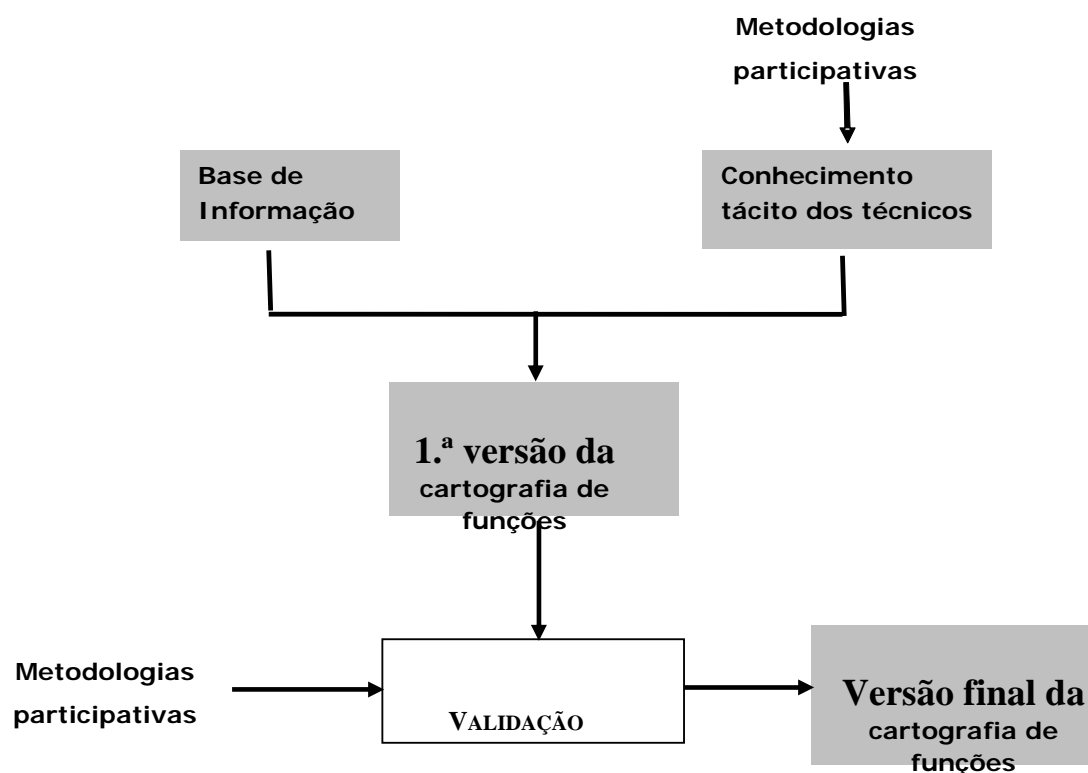 Metodologias
participativas
Base de
Informação
Conhecimento
tácito dos técnicos
1.ª versão da
cartografia de
funções
Metodologias
participativas
VALIDAÇÃO
Versão final da
cartografia de
funções